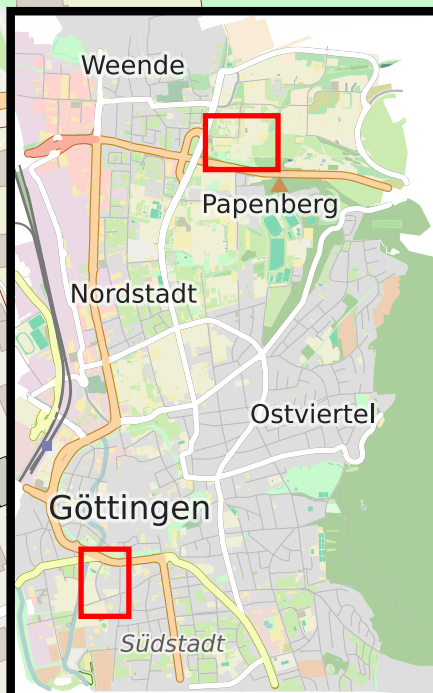 Weende
Papenberg
Nordstadt
Ostviertel
Göttingen
Südstadt